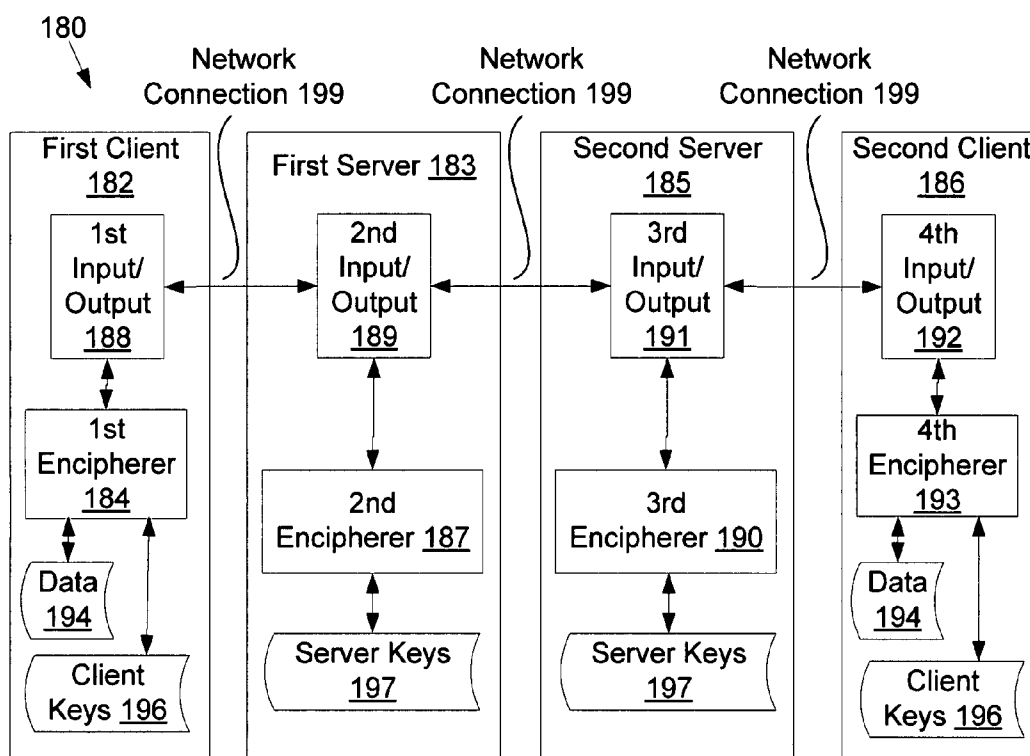 180
Network
Connection 199
Network
Connection 199
Network
Connection 199
First Client
182
1st
Input/
Output
188
1st
Encipherer
184
Data
194
Client
Keys 196
First Server 183
2nd
Input/
Output
189
2nd
Encipherer 187
Server Keys
197
Second Server
185
3rd
Input/
Output
191
3rd
Encipherer 190
Server Keys
197
Second Client
186
4th
Input/
Output
192
4th
Encipherer
193
Data
194
Client
Keys 196